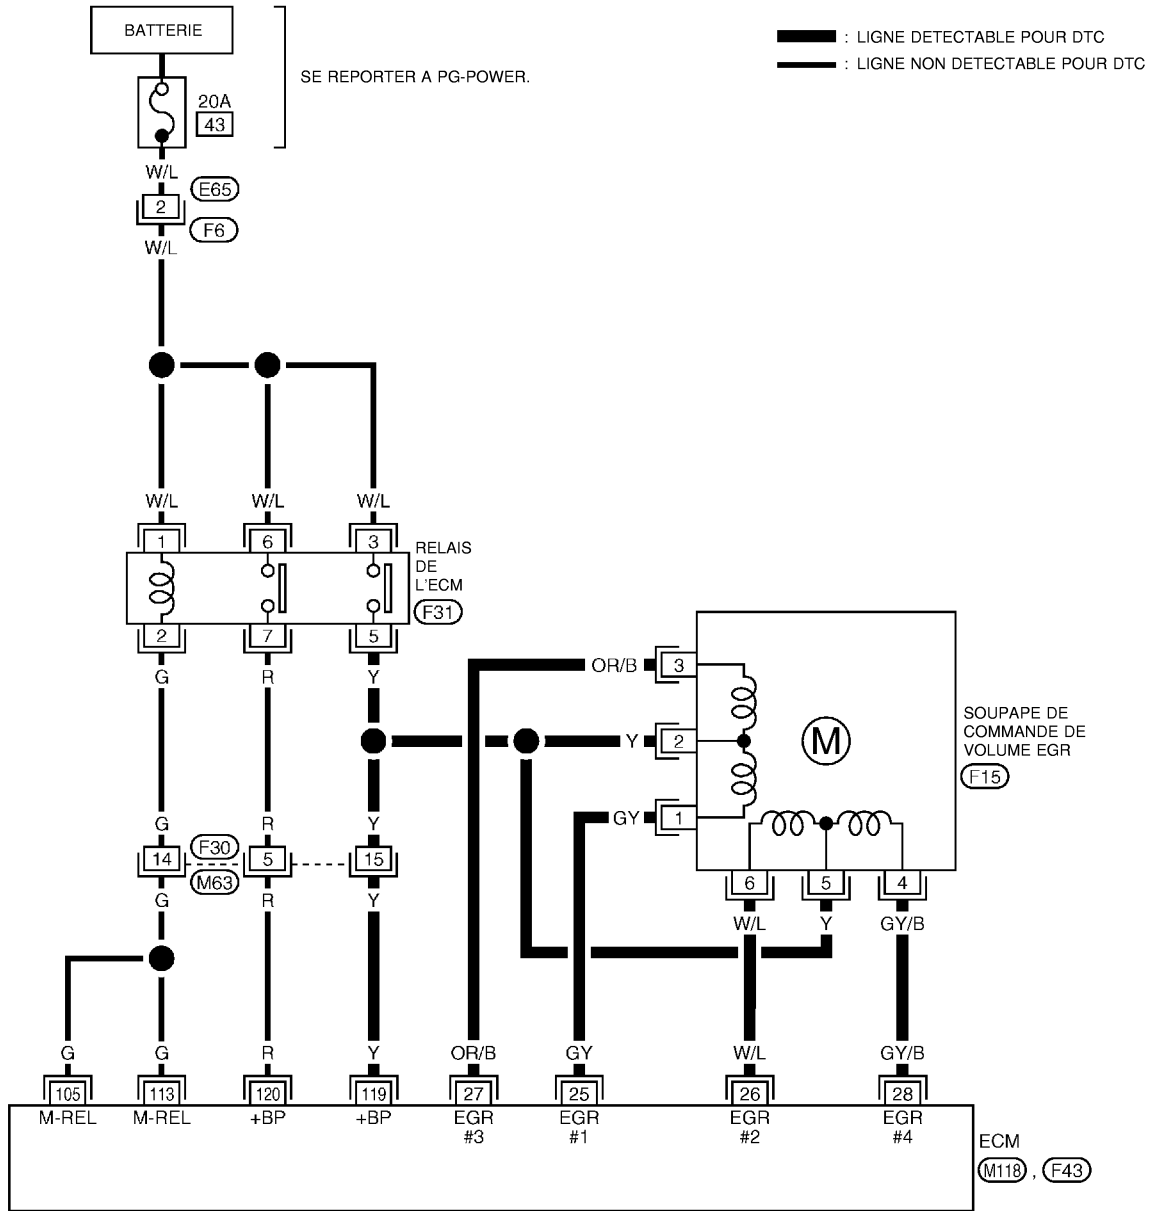 BATTERIE
: LIGNE DETECTABLE POUR DTC
: LIGNE NON DETECTABLE POUR DTC
SE REPORTER A PG-POWER.
20A
43
W/L
E65
2
F6
W/L
W/L W/L W/L
1 6 3
RELAIS
DE
L'ECM
F31
2 7 5
G R Y
OR/B 3
Y 2
GY 1
M
SOUPAPE DE
COMMANDE DE
VOLUME EGR
F15
G R Y
F30
14 5 15
M63
G R Y
6 5 4
W/L Y GY/B
G G R Y OR/B GY W/L GY/B
105 113 120 119 27 25 26 28
M-REL M-REL +BP +BP EGR EGR EGR EGR
#3 #1 #2 #4
ECM
M118 , F43